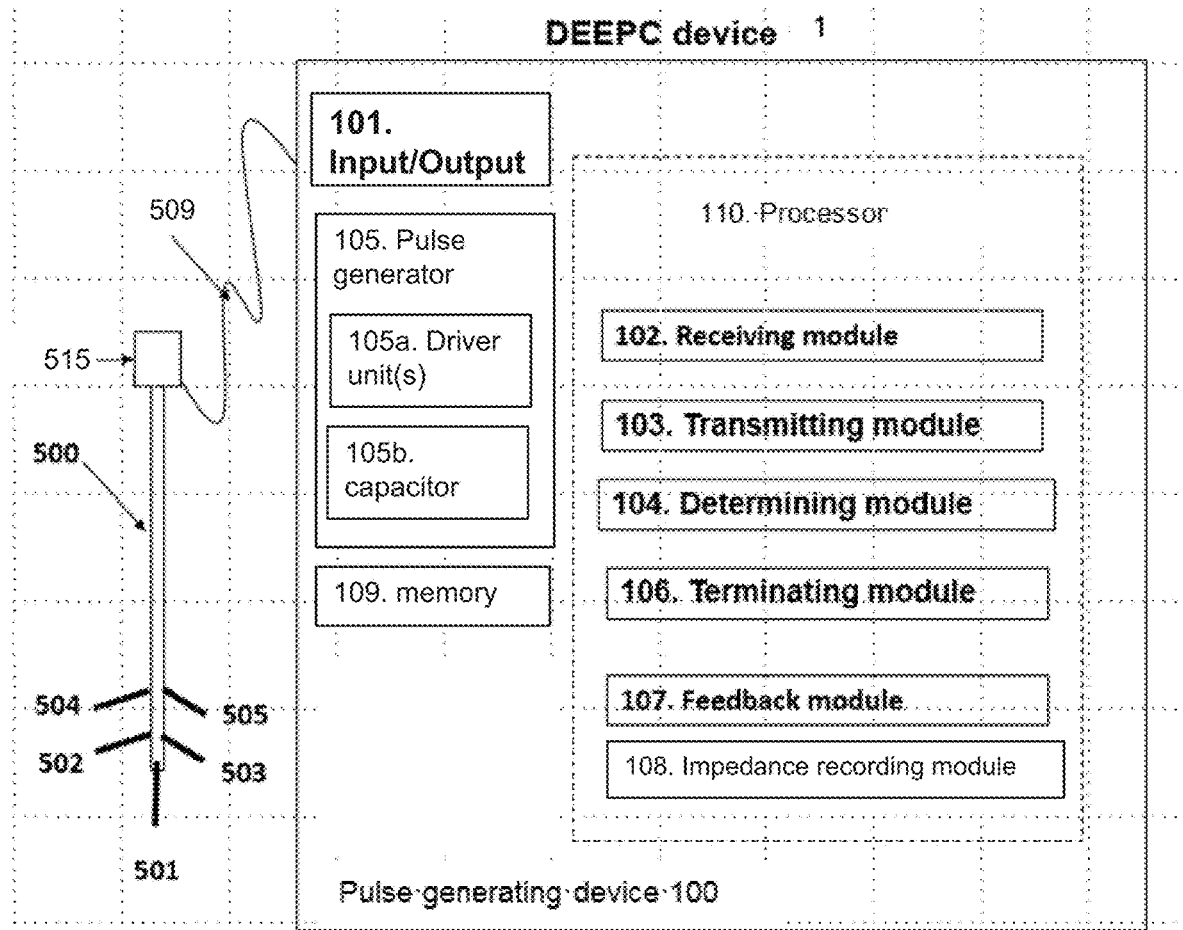 DEEPC device 1
101.
Input/Output
509
110. Processor
105. Pulse
generator
102. Receiving module
105a. Driver
unit(s)
515
103. Transmitting module
500
105b.
capacitor
104. Determining module
109. memory
106. Terminating module
504
505
107. Feedback module
502
503
108. Impedance recording module
501
Pulse generating device 100